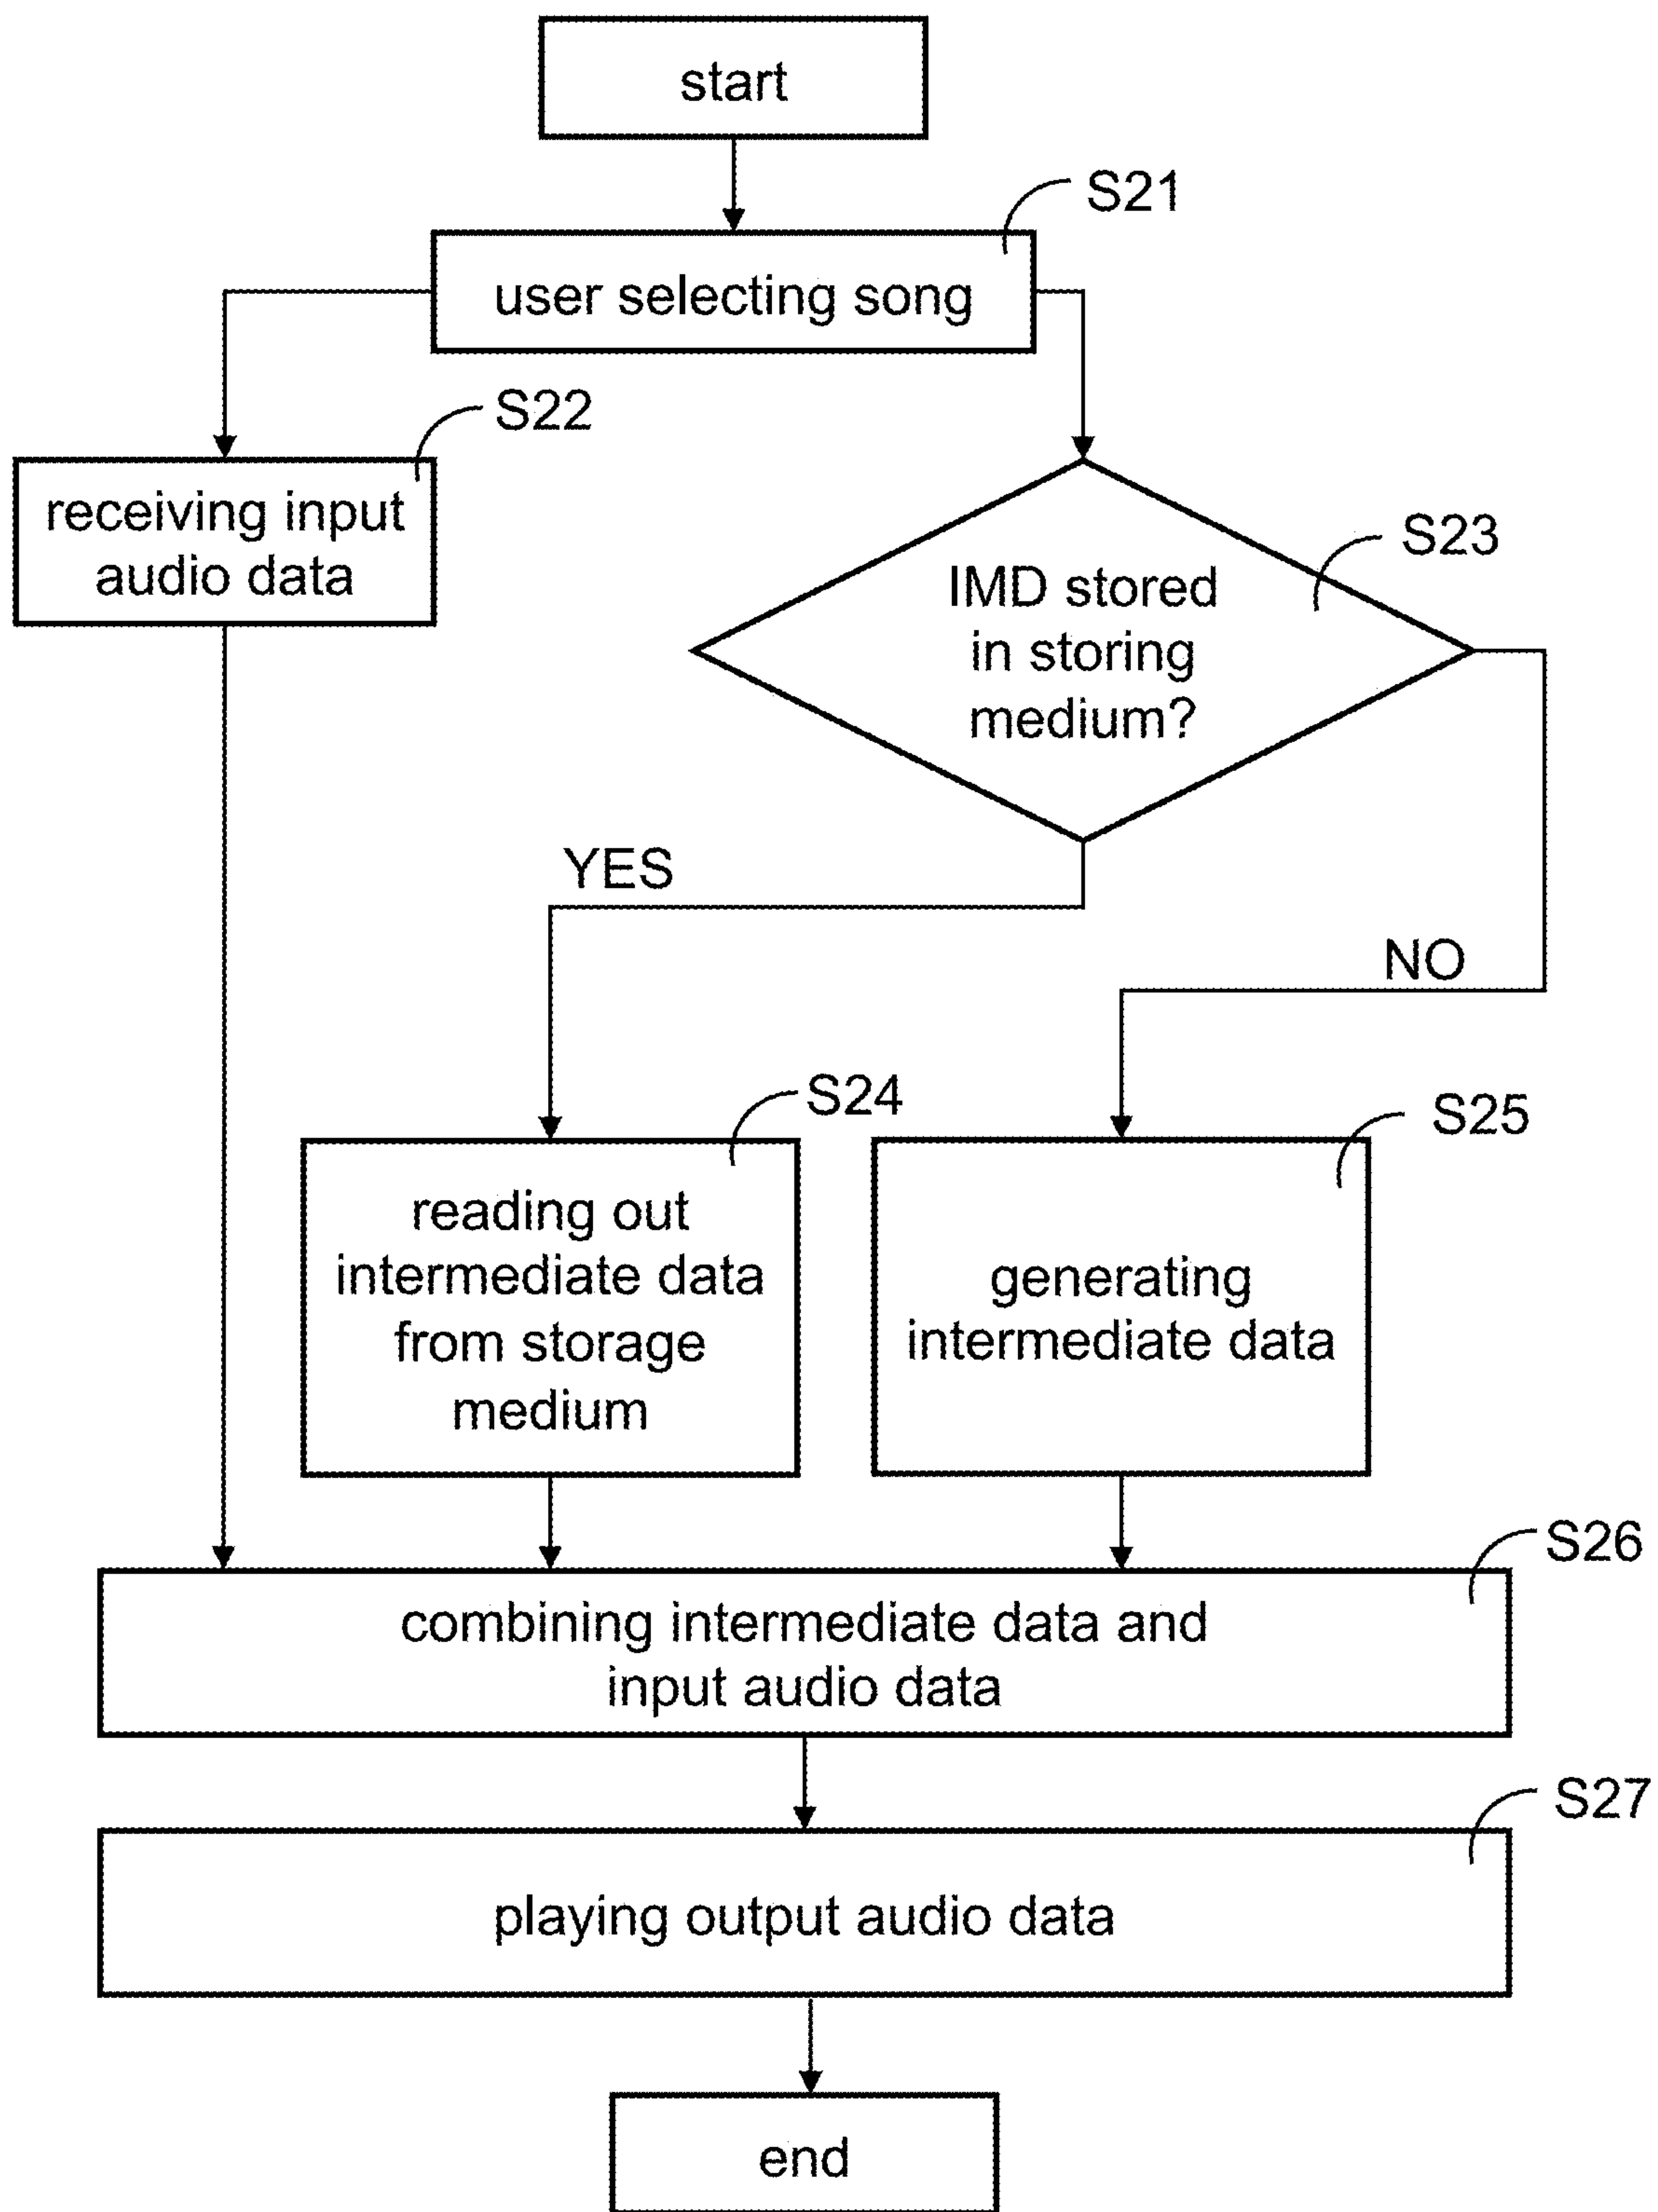 start
S21
user selecting song
S22
receiving input
audio data
S23
IMD stored
in storing
medium?
YES
NO
S24
reading out
intermediate data
from storage
medium
S25
generating
intermediate data
S26
combining intermediate data and
input audio data
S27
playing output audio data
end